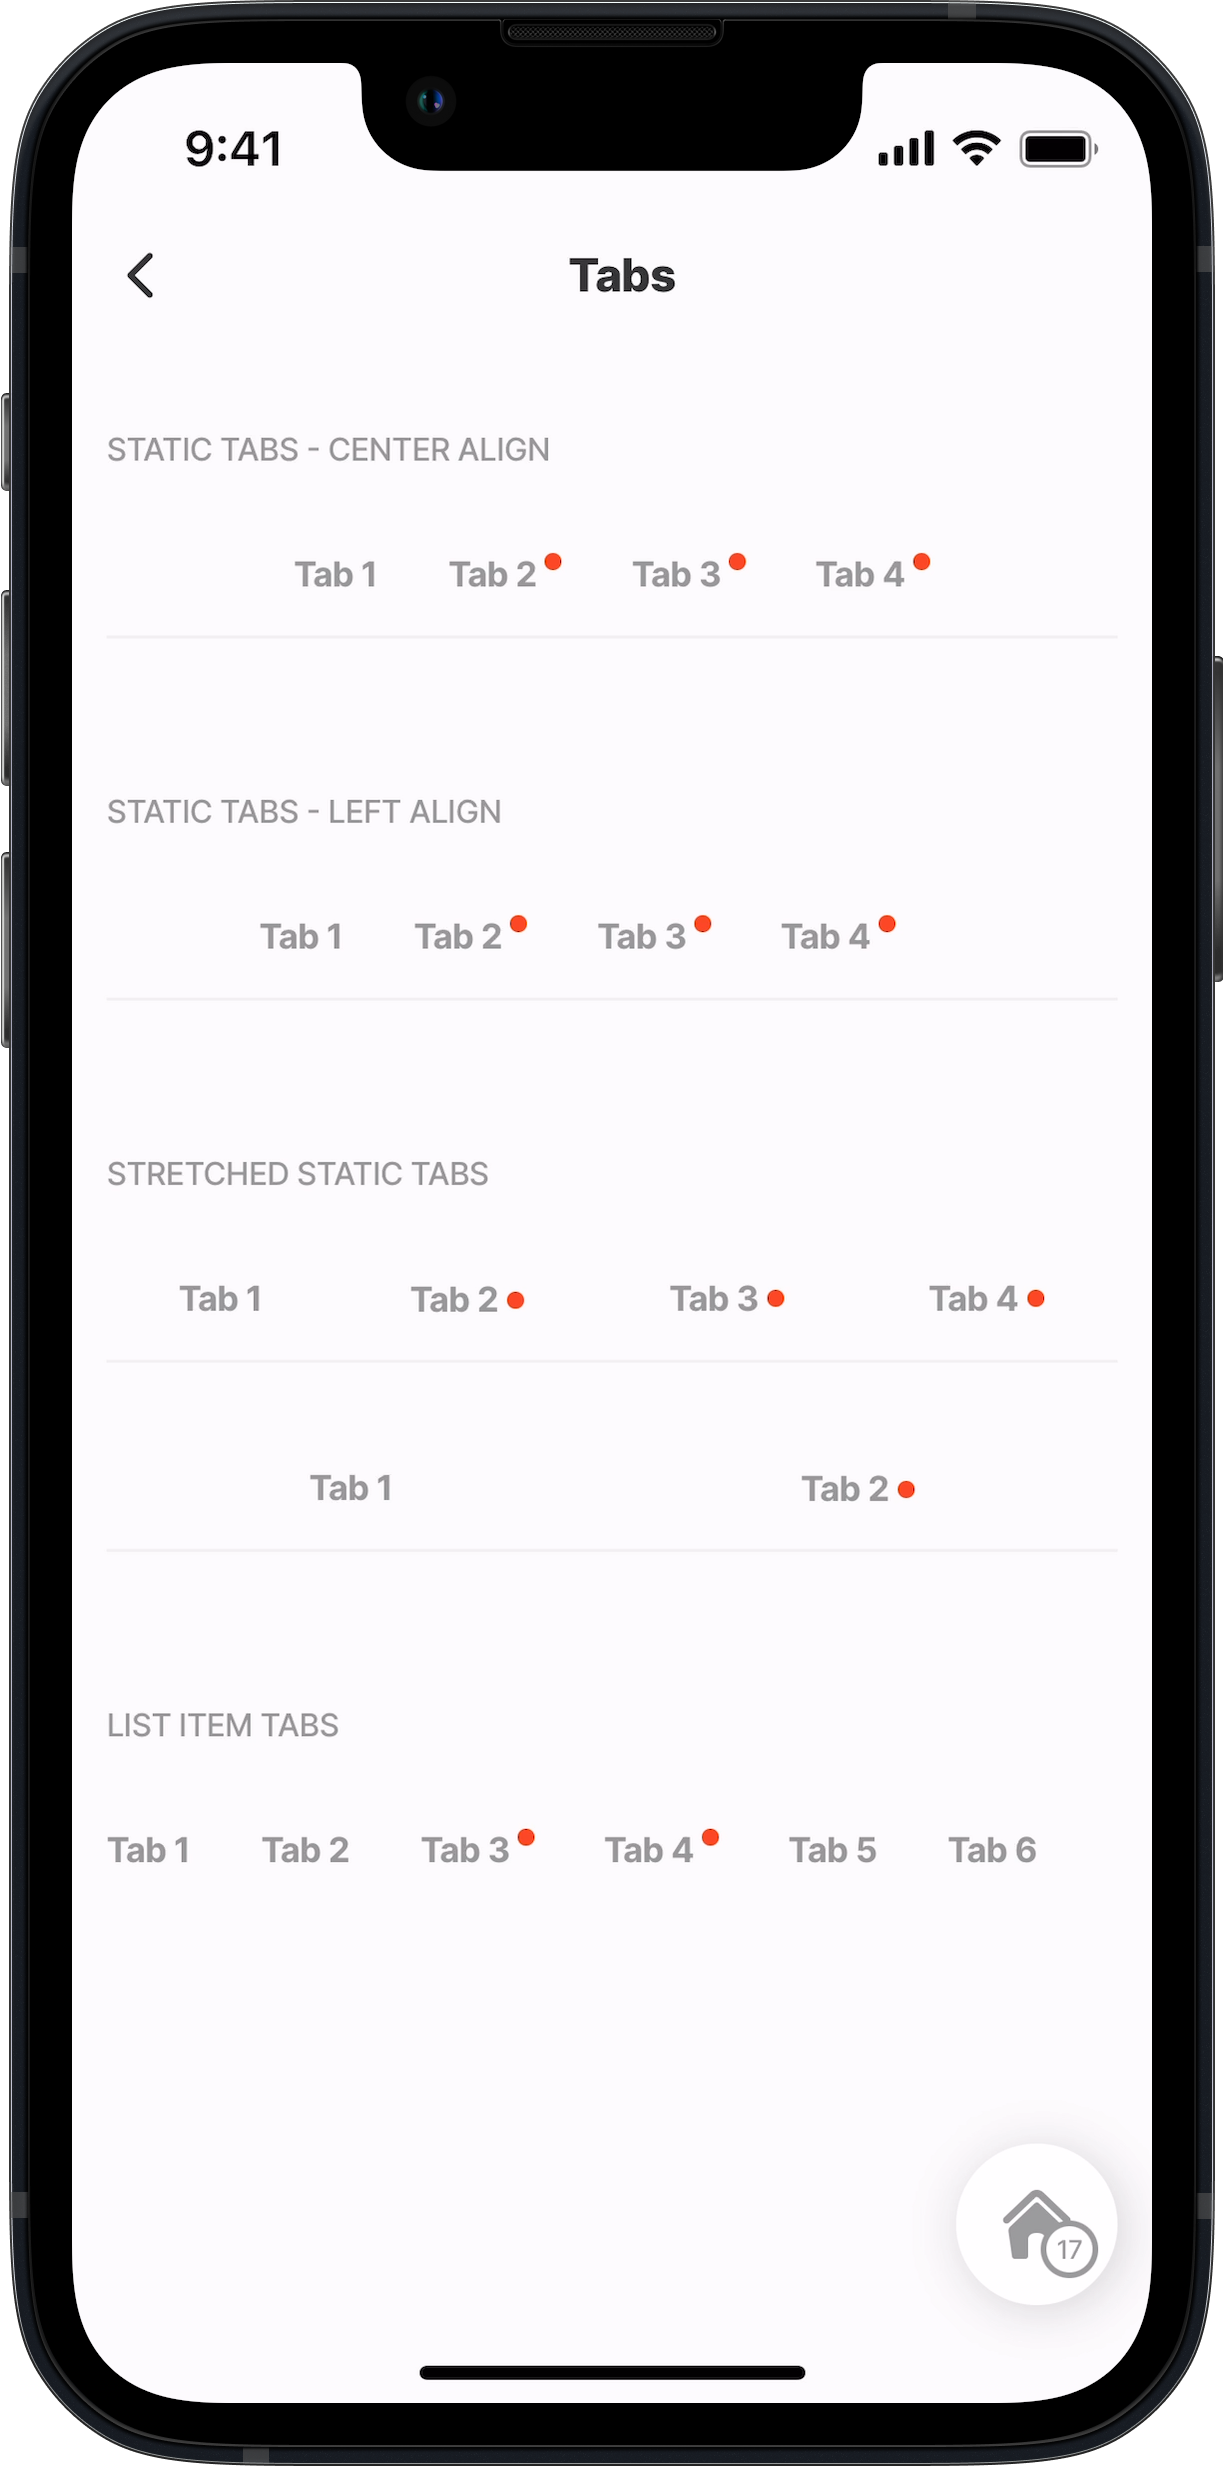 9:41
Tabs
STATIC TABS - CENTER ALIGN
Tab 1 Tab 2 Tab 3 Tab 4
STATIC TABS - LEFT ALIGN
Tab 1 Tab 2 Tab 3 Tab 4
STRETCHED STATIC TABS
Tab 1 Tab 2 Tab 3 Tab 4
Tab 1 Tab 2
LIST ITEM TABS
Tab 1 Tab 2 Tab 3 Tab 4 Tab 5 Tab 6
17